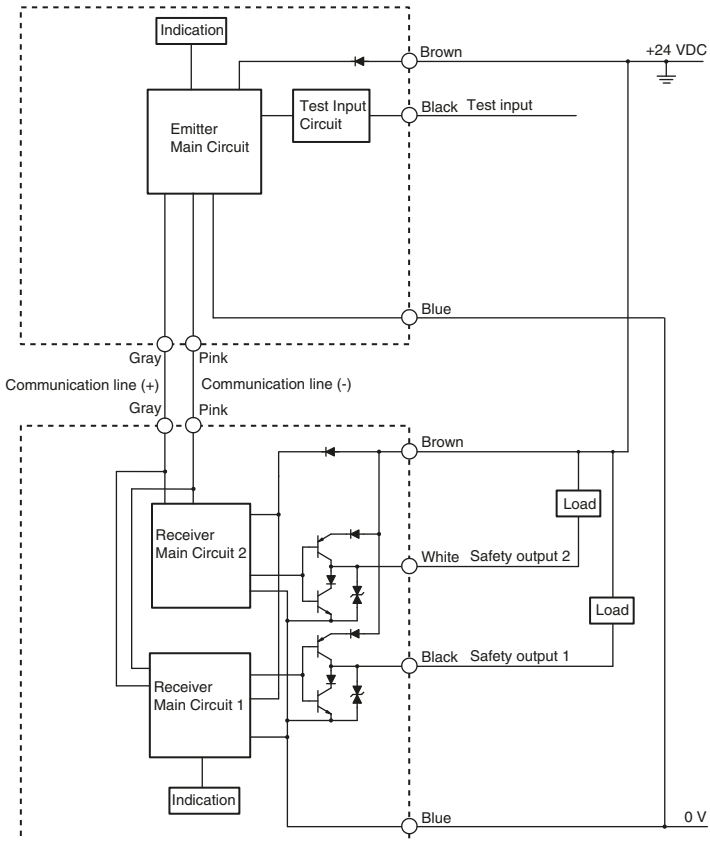 Indication
Brown
+24 VDC
Emitter
Main Circuit
Test Input
Circuit
Black Test input
Blue
Gray
Pink
Communication line (+)
Communication line (-)
Gray
Pink
Brown
Load
Receiver
Main Circuit 2
White Safety output 2
Load
Black Safety output 1
Receiver
Main Circuit 1
Indication
Blue
0 V